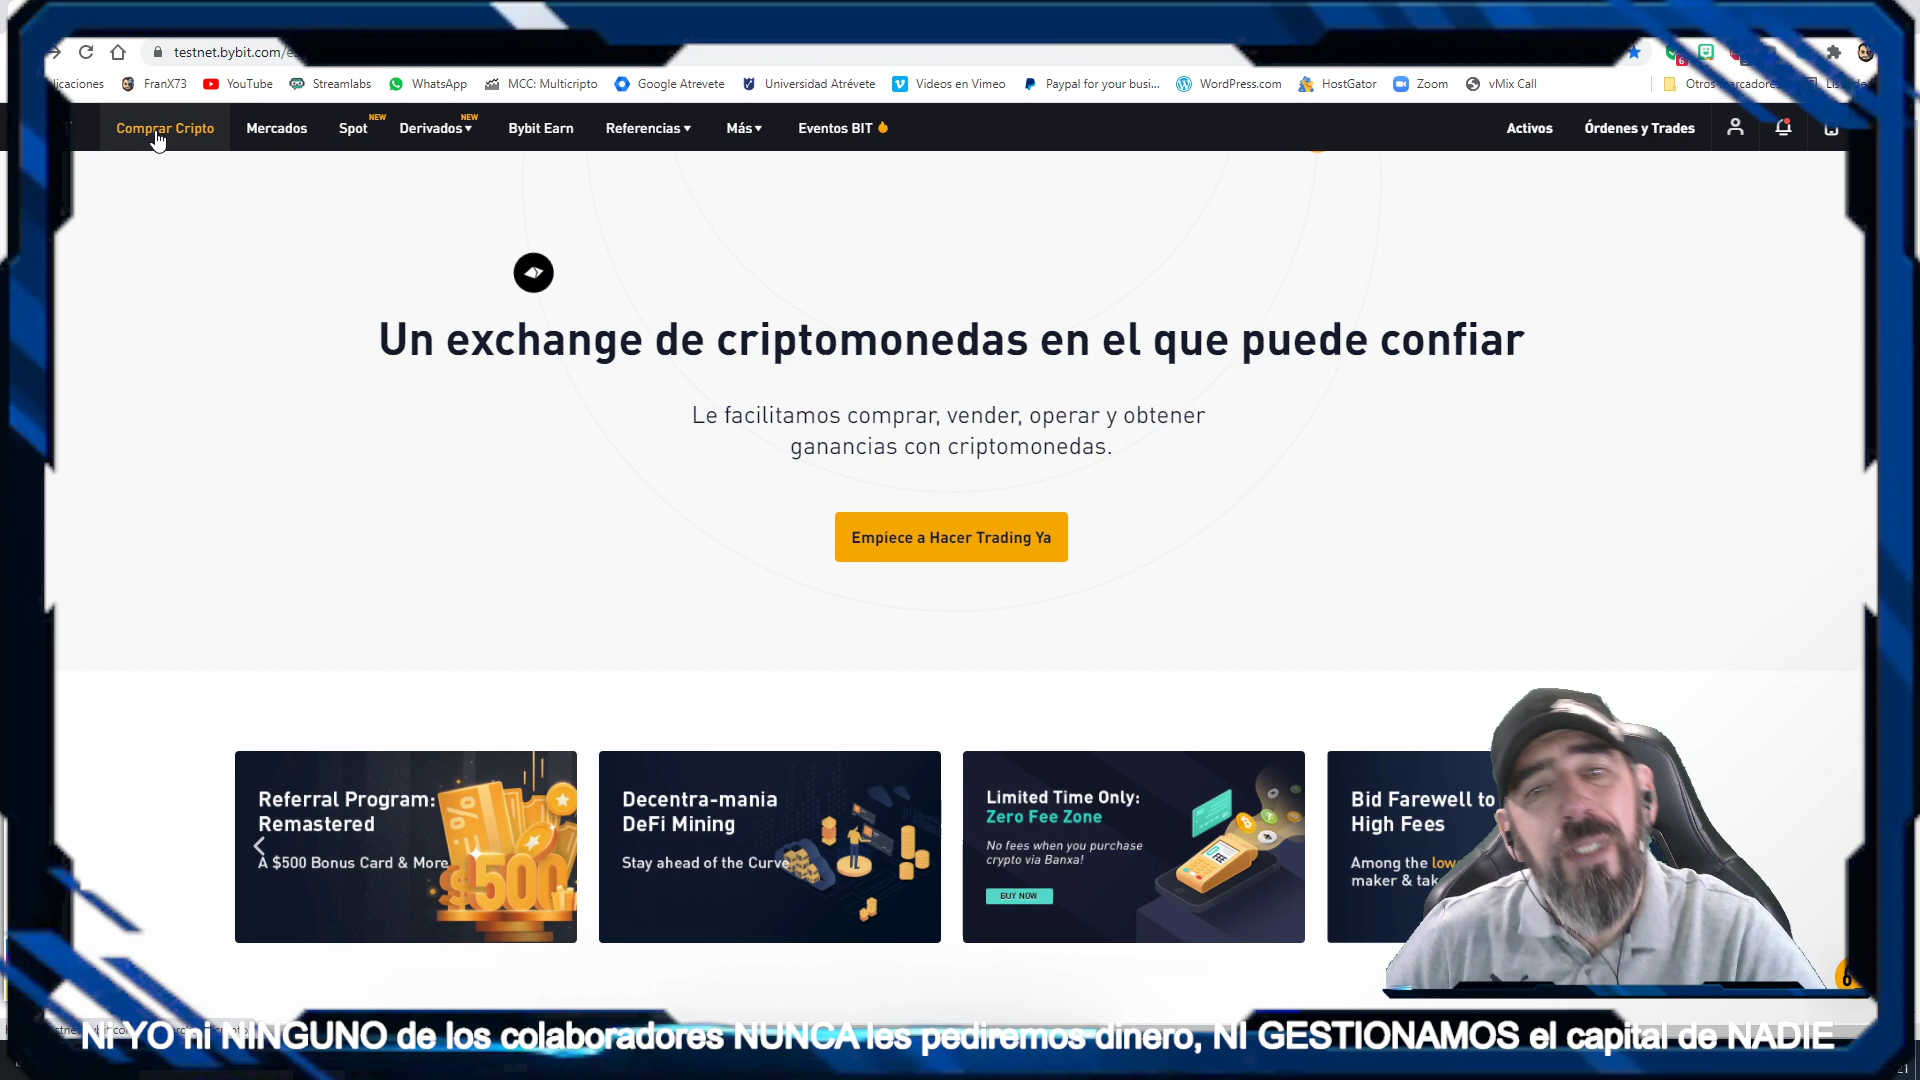 testnet.bybit.com/e
licaciones FranX73 YouTube Streamlabs WhatsApp MCC: Multicripto Google Atrevete Universidad Atrévete Videos en Vimeo Paypal for your busi... WordPress.com HostGator Zoom vMix Call Otros marcadores
Comprar Cripto Mercados Spot NEW Derivados NEW Bybit Earn Referencias Más Eventos BIT Activos Órdenes y Trades
Un exchange de criptomonedas en el que puede confiar
Le facilitamos comprar, vender, operar y obtener
ganancias con criptomonedas.
Empiece a Hacer Trading Ya
Referral Program:
Remastered
A $500 Bonus Card & More
$500
Decentra-mania
DeFi Mining
Stay ahead of the Curve
Limited Time Only:
Zero Fee Zone
No fees when you purchase
crypto via Banxa!
BUY NOW
Bid Farewell to
High Fees
Among the low
maker & tak
NI YO ni NINGUNO de los colaboradores NUNCA les pediremos dinero, NI GESTIONAMOS el capital de NADIE